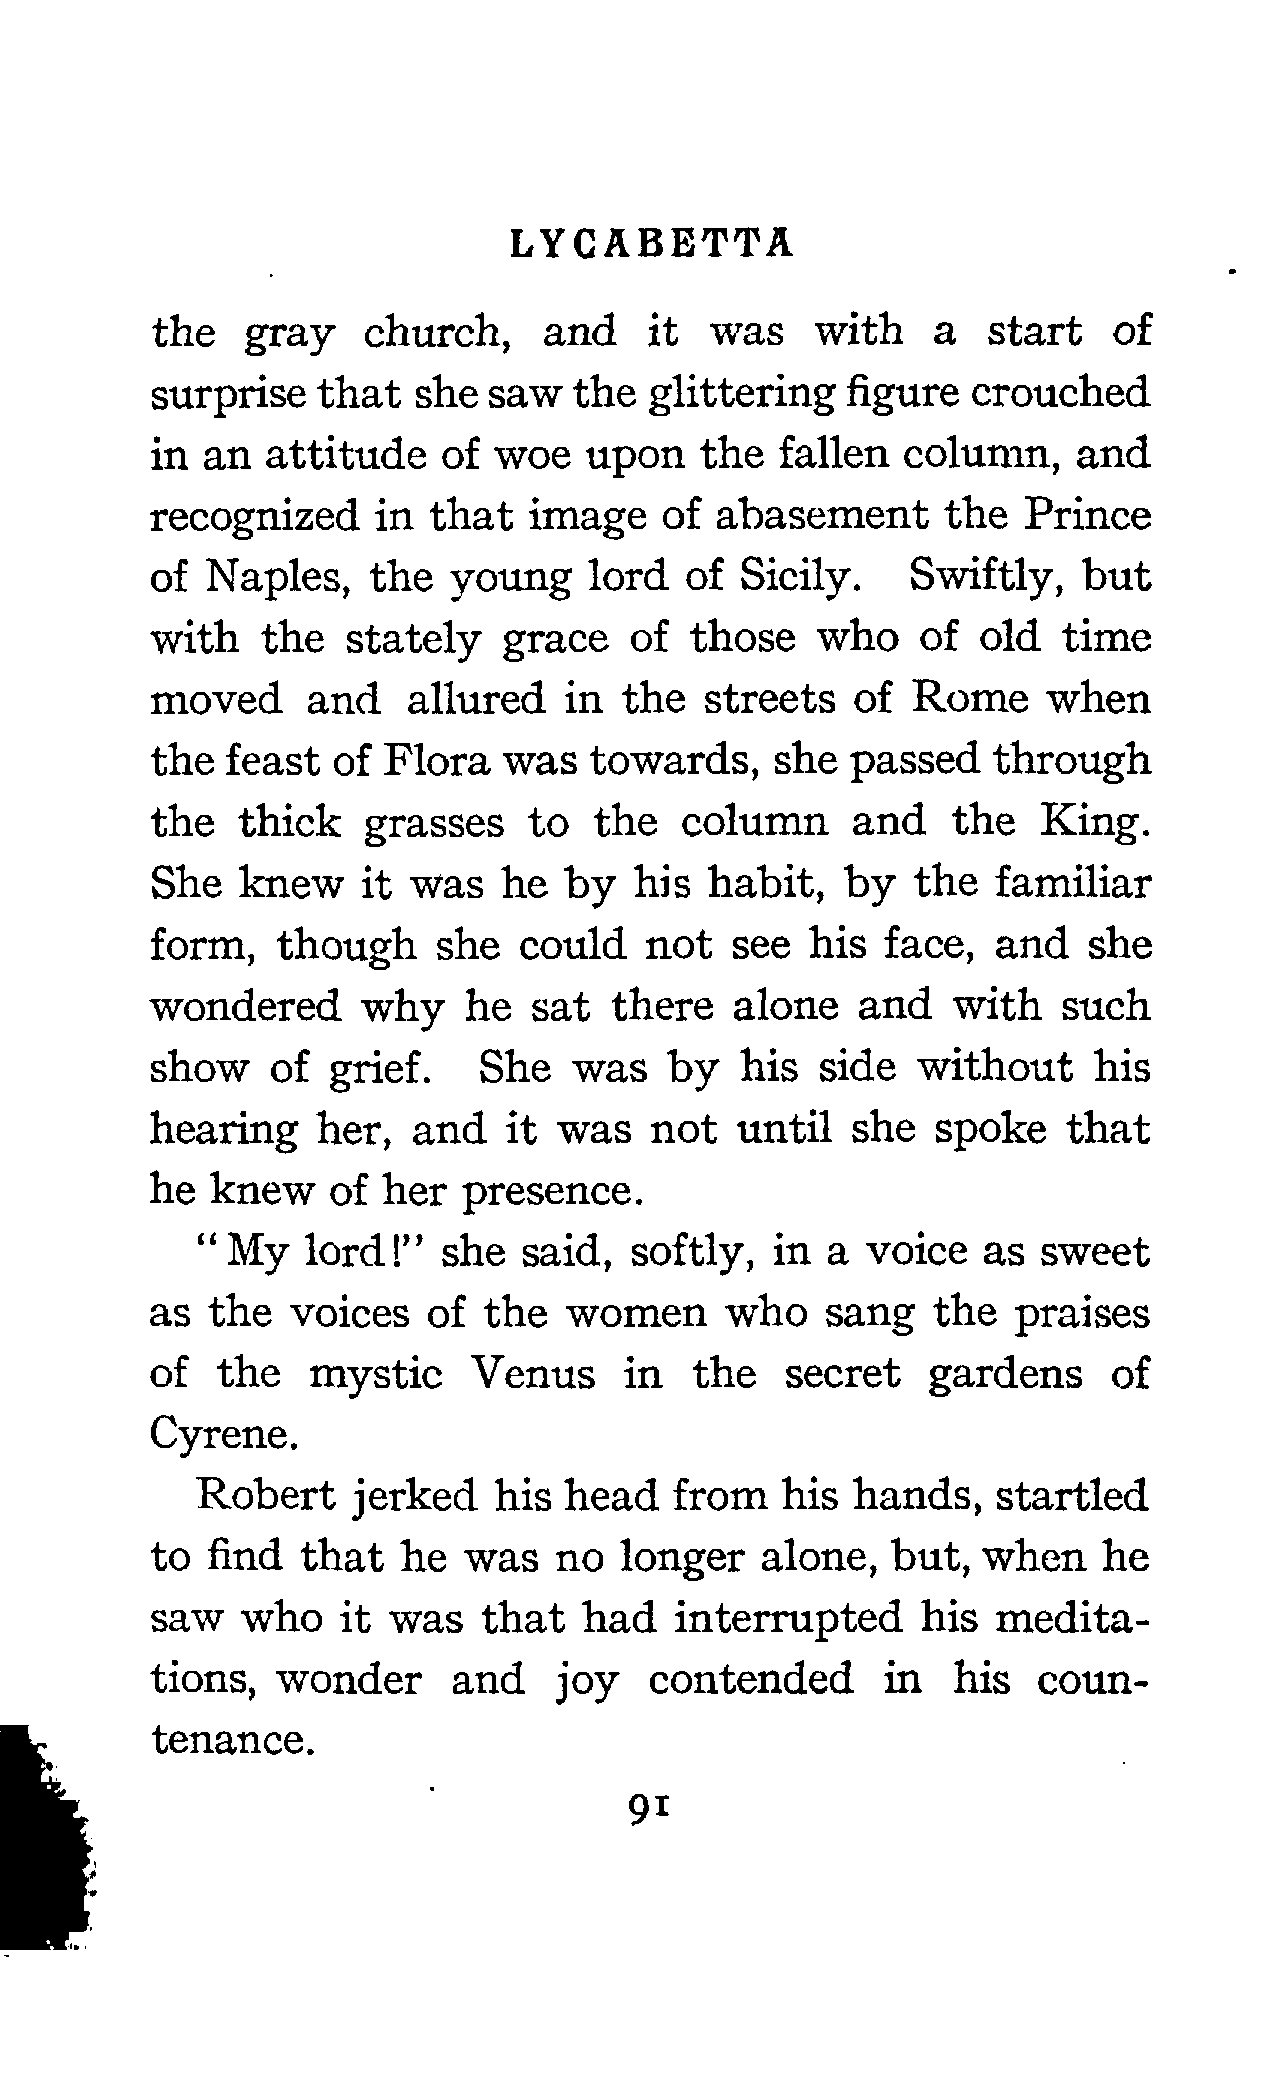 LYCABETTA
the gray church, and it was with a start of
surprise that she saw the glittering figure crouched
in an attitude of woe upon the fallen column, and
recognized in that image of abasement the Prince
of Naples, the young lord of Sicily. Swiftly, but
with the stately grace of those who of old time
moved and allured in the streets of Rome when
the feast of Flora was towards, she passed through
the thick grasses to the column and the King.
She knew it was he by his habit, by the familiar
form, though she could not see his face, and she
wondered why he sat there alone and with such
show of grief. She was by his side without his
hearing her, and it was not until she spoke that
he knew of her presence.
"My lord!" she said, softly, in a voice as sweet
as the voices of the women who sang the praises
of the mystic Venus in the secret gardens of
Cyrene.
Robert jerked his head from his hands, startled
to find that he was no longer alone, but, when he
saw who it was that had interrupted his medita-
tions, wonder and joy contended in his coun-
tenance.
91